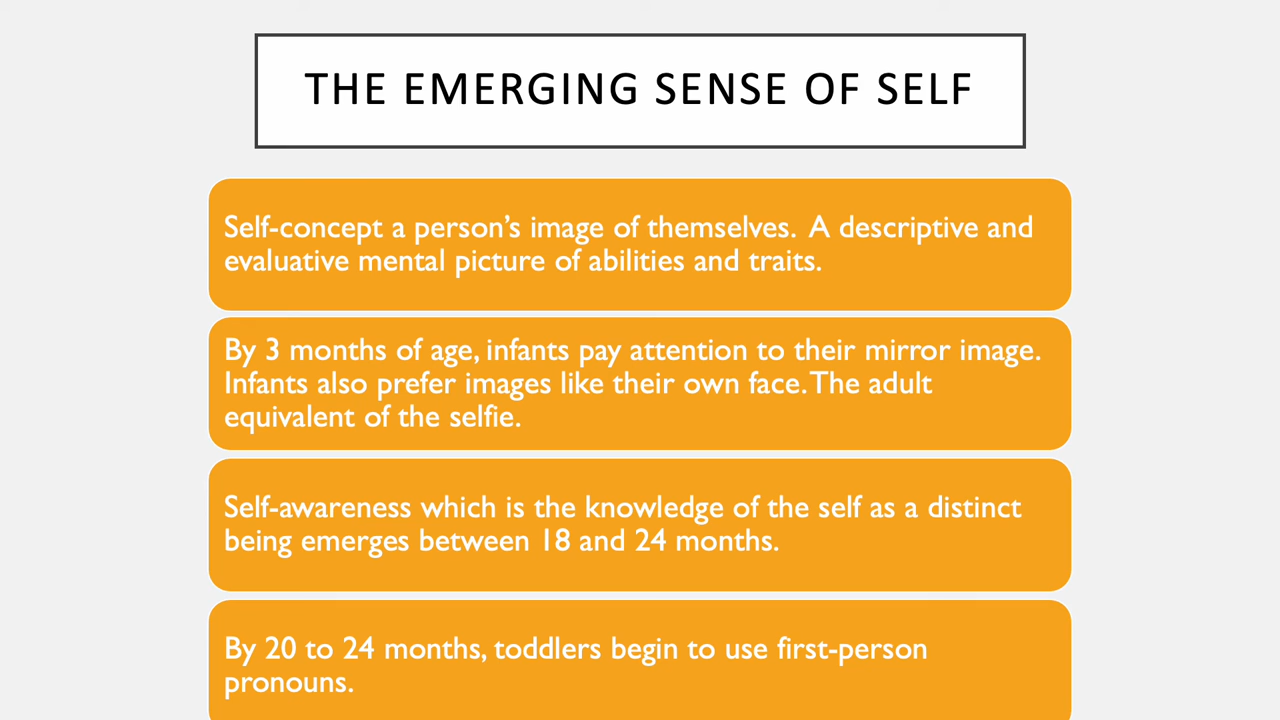 THE EMERGING SENSE OF SELF
Self-concept a person’s image of themselves.  A descriptive and
evaluative mental picture of abilities and traits.
By 3 months of age, infants pay attention to their mirror image.
Infants also prefer images like their own face. The adult
equivalent of the selfie.
Self-awareness which is the knowledge of the self as a distinct
being emerges between 18 and 24 months.
By 20 to 24 months, toddlers begin to use first-person
pronouns.